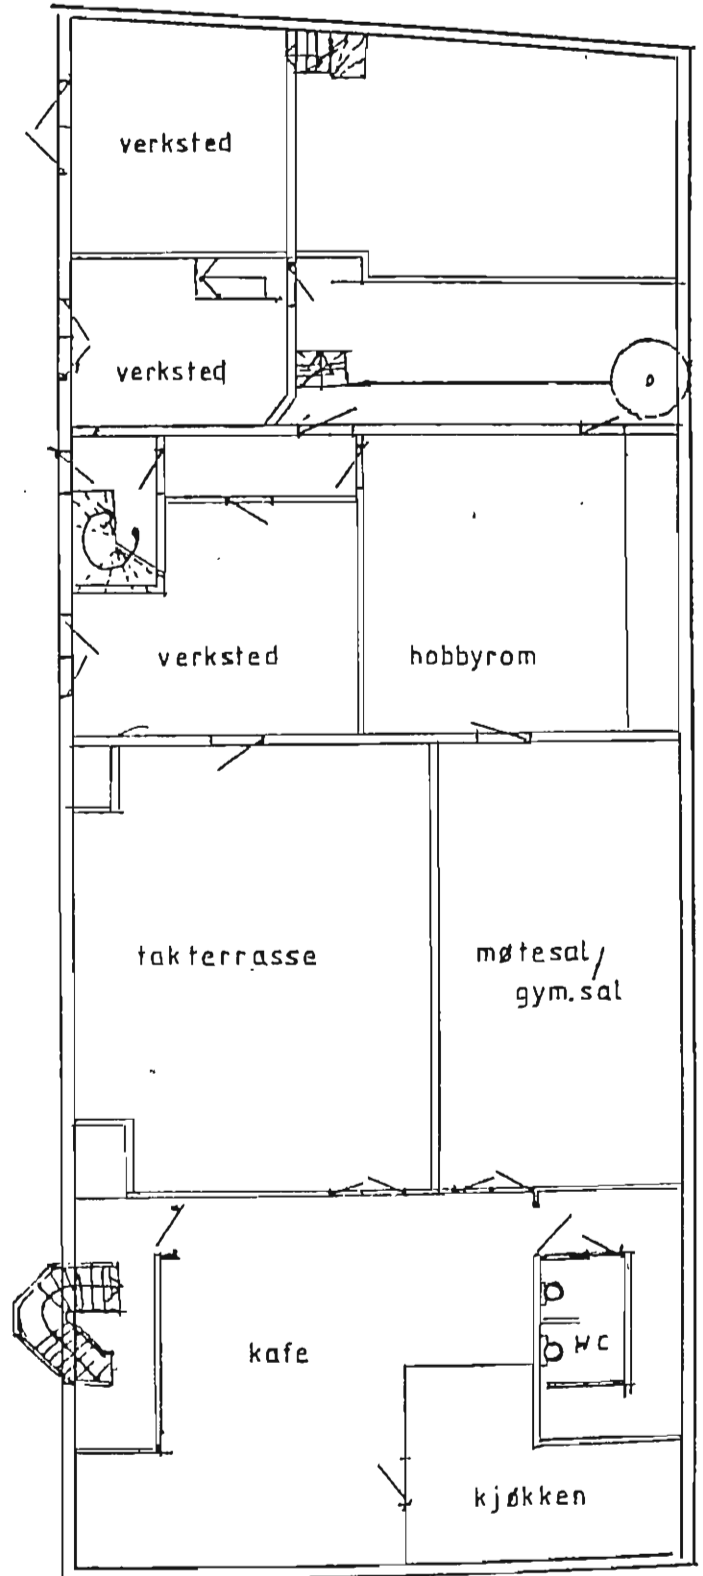 verksted
verksted
verksted
hobbyrom
takterrasse
møtesal/
gym.sal
kafe
WC
kjøkken